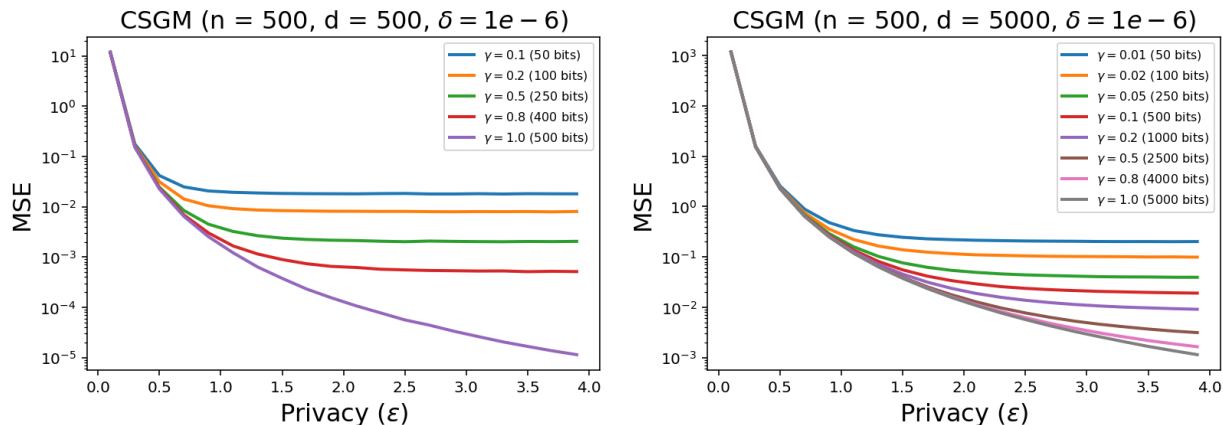 CSGM (n = 500, d = 500, δ = 1e − 6)
MSE
10¹
10⁰
10⁻¹
10⁻²
10⁻³
10⁻⁴
10⁻⁵
γ = 0.1 (50 bits)
γ = 0.2 (100 bits)
γ = 0.5 (250 bits)
γ = 0.8 (400 bits)
γ = 1.0 (500 bits)
0.0 0.5 1.0 1.5 2.0 2.5 3.0 3.5 4.0
Privacy (ε)
CSGM (n = 500, d = 5000, δ = 1e − 6)
MSE
10³
10²
10¹
10⁰
10⁻¹
10⁻²
10⁻³
γ = 0.01 (50 bits)
γ = 0.02 (100 bits)
γ = 0.05 (250 bits)
γ = 0.1 (500 bits)
γ = 0.2 (1000 bits)
γ = 0.5 (2500 bits)
γ = 0.8 (4000 bits)
γ = 1.0 (5000 bits)
0.0 0.5 1.0 1.5 2.0 2.5 3.0 3.5 4.0
Privacy (ε)